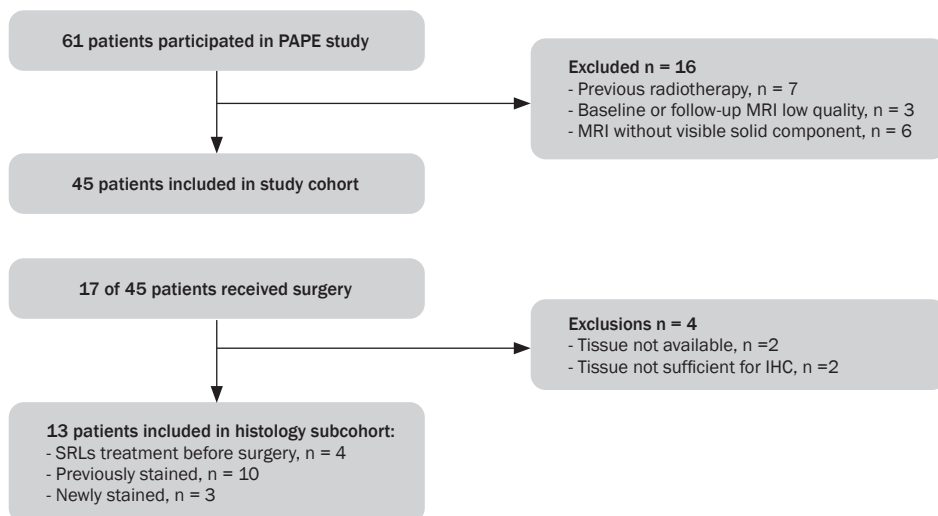 61 patients participated in PAPE study
Excluded n = 16
- Previous radiotherapy, n = 7
- Baseline or follow-up MRI low quality, n = 3
- MRI without visible solid component, n = 6
45 patients included in study cohort
17 of 45 patients received surgery
Exclusions n = 4
- Tissue not available, n =2
- Tissue not sufficient for IHC, n =2
13 patients included in histology subcohort:
- SRLs treatment before surgery, n = 4
- Previously stained, n = 10
- Newly stained, n = 3